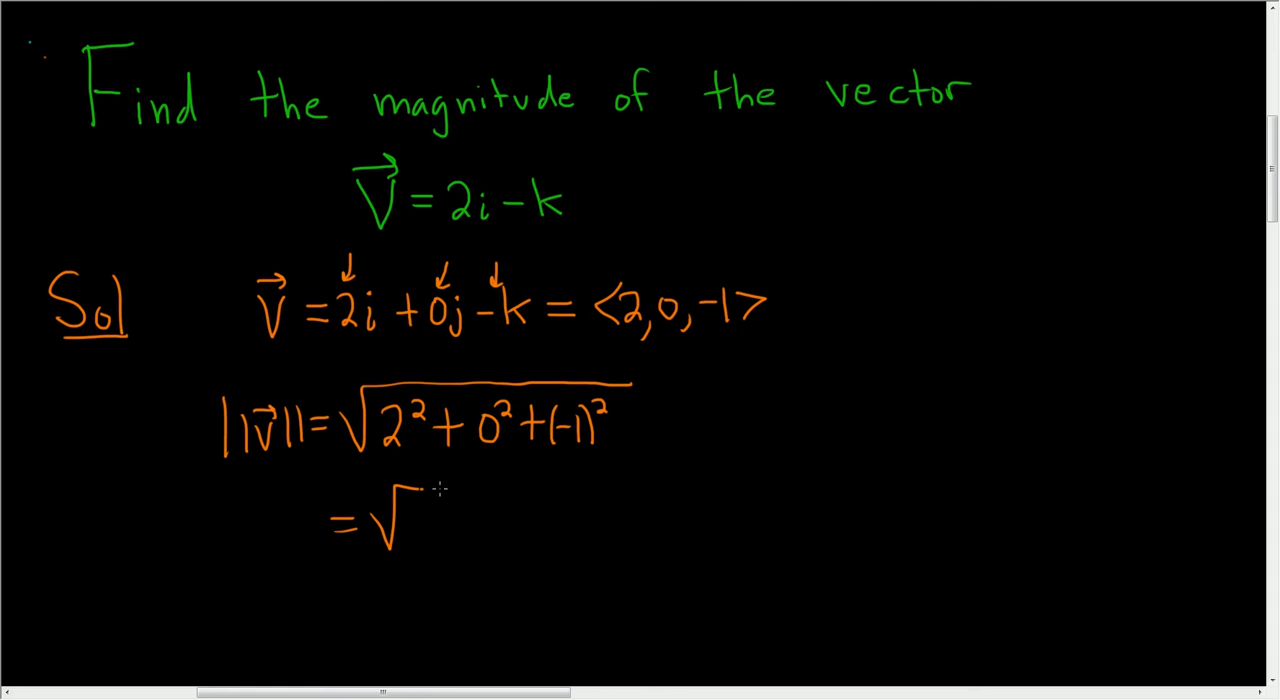 Find the magnitude of the vector
V⃗ = 2i - k
Sol V⃗ = 2i + 0j - k = <2, 0, -1>
||v⃗|| = √(2² + 0² + (-1)²
= √